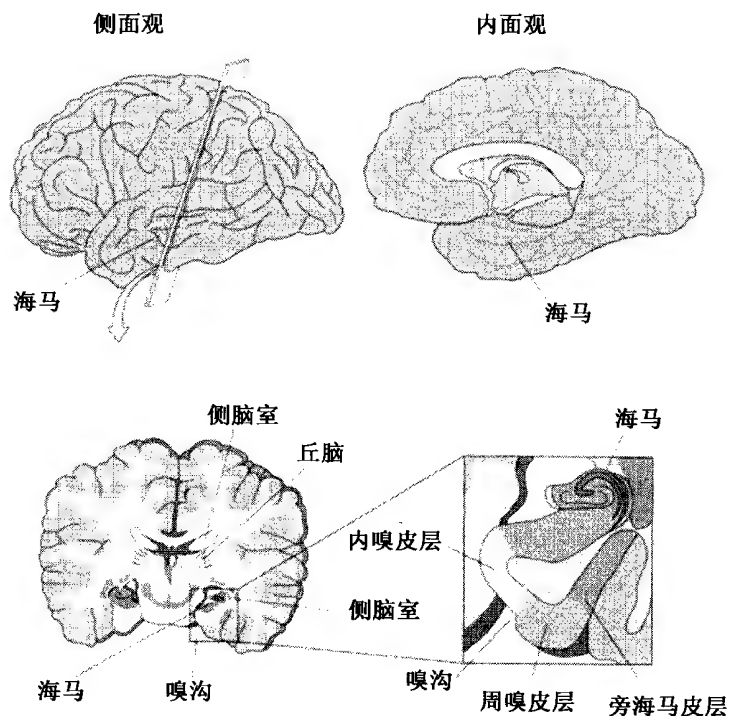 侧面观
内面观
海马
海马
侧脑室
丘脑
海马
内嗅皮层
侧脑室
海马
嗅沟
嗅沟
周嗅皮层
旁海马皮层